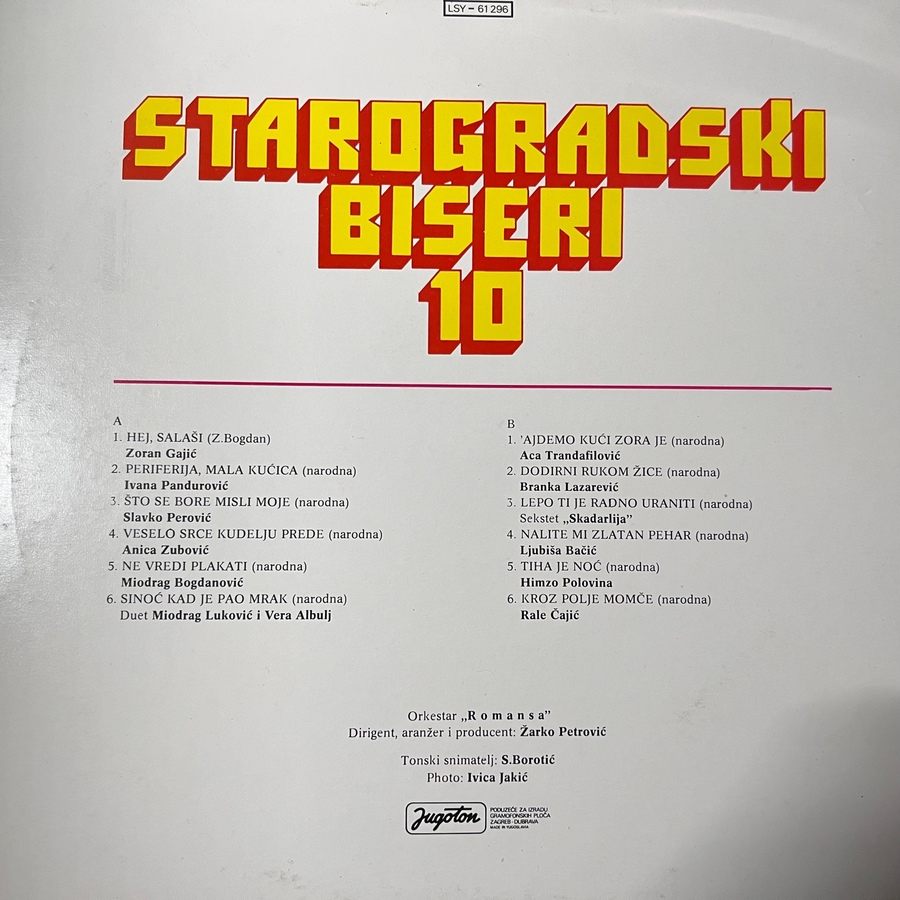 LSY – 61 296
STAROGRADSKI
BISERI
10
A
1. HEJ, SALAŠI (Z.Bogdan)
Zoran Gajić
2. PERIFERIJA, MALA KUĆICA (narodna)
Ivana Pandurović
3. ŠTO SE BORE MISLI MOJE (narodna)
Slavko Perović
4. VESELO SRCE KUDELJU PREDE (narodna)
Anica Zubović
5. NE VREDI PLAKATI (narodna)
Miodrag Bogdanović
6. SINOĆ KAD JE PAO MRAK (narodna)
Duet Miodrag Luković i Vera Albulj
B
1. 'AJDEMO KUĆI ZORA JE (narodna)
Aca Trandafilović
2. DODIRNI RUKOM ŽICE (narodna)
Branka Lazarević
3. LEPO TI JE RADNO URANITI (narodna)
Sekstet „Skadarlija”
4. NALITE MI ZLATAN PEHAR (narodna)
Ljubiša Bačić
5. TIHA JE NOĆ (narodna)
Himzo Polovina
6. KROZ POLJE MOMČE (narodna)
Rale Čajić
Orkestar „R o m a n s a”
Dirigent, aranžer i producent: Žarko Petrović
Tonski snimatelj: S.Borotić
Photo: Ivica Jakić
Jugoton
PODUZEĆE ZA IZRADU
GRAMOFONSKIH PLOČA
ZAGREB - DUBRAVA
MADE IN YUGOSLAVIA